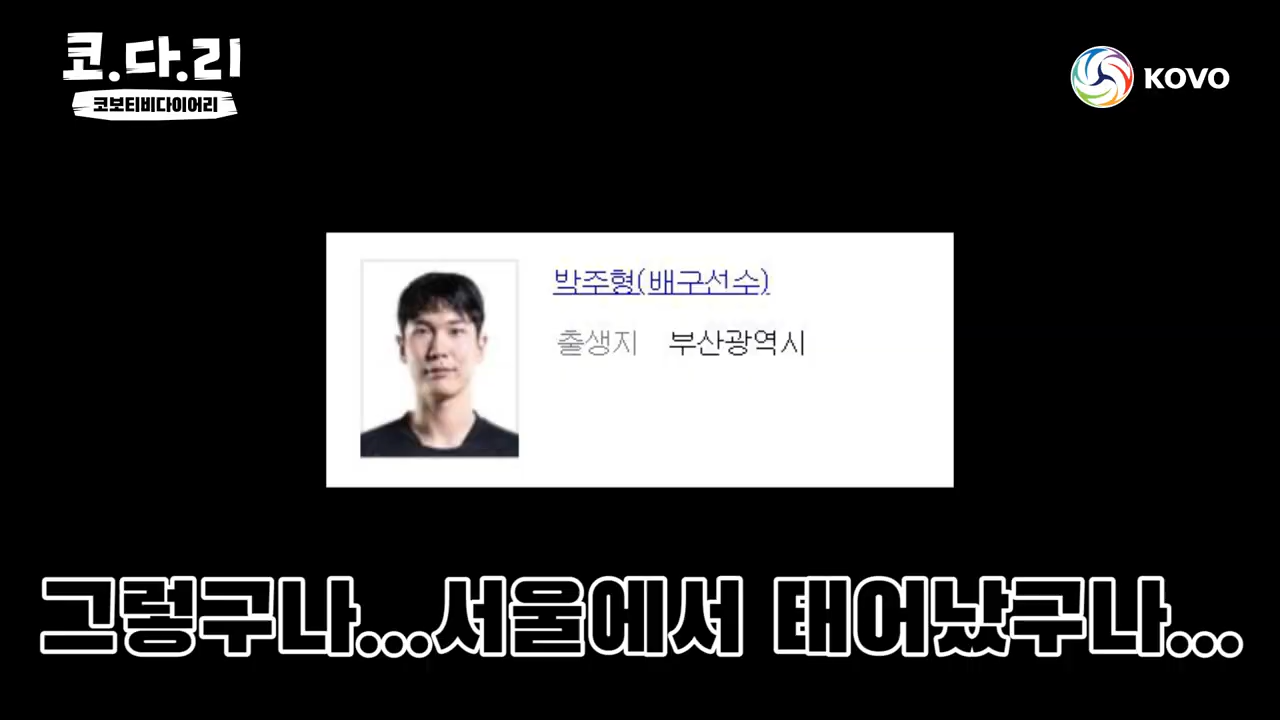 코.다.리
코보티비다이어리
KOVO
박주형(배구선수)
출생지 부산광역시
그렇구나...서울에서 태어났구나...